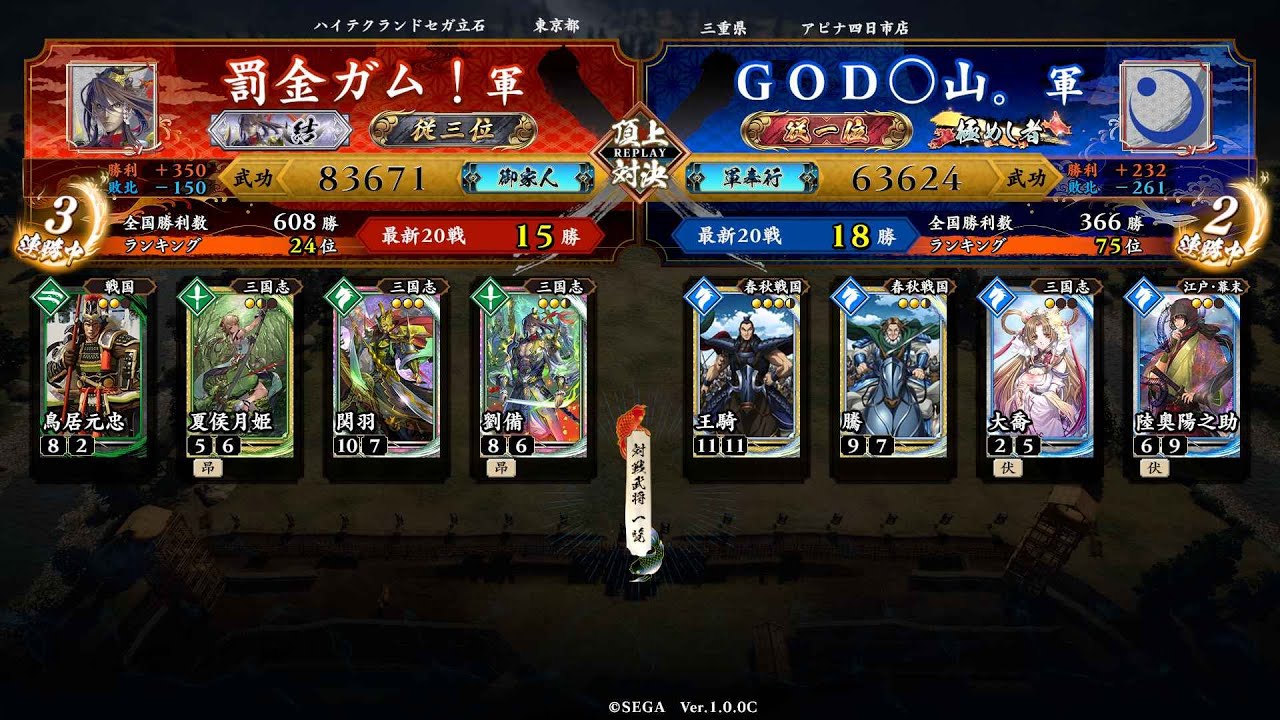 ハイテクランドセガ立石 東京都
三重県 アピナ四日市店
罰金ガム！軍
GOD〇山。軍
結 従三位
従一位 極めし者
頂上
REPLAY
対決
勝利 +350
敗北 -150
武功 83671 御家人
軍奉行 63624 武功
勝利 +232
敗北 -261
3
連勝中
全国勝利数 608勝
ランキング 24位
最新20戦 15勝
最新20戦 18勝
全国勝利数 366勝
ランキング 75位
2
連勝中
戦国
鳥居元忠
8 2
三国志
夏侯月姫
5 6
昴
三国志
関羽
10 7
三国志
劉備
8 6
昴
対戦武将一覧
春秋戦国
王騎
11 11
春秋戦国
騰
9 7
三国志
大喬
2 5
伏
江戸・幕末
陸奥陽之助
6 9
伏
©SEGA Ver.1.0.0C